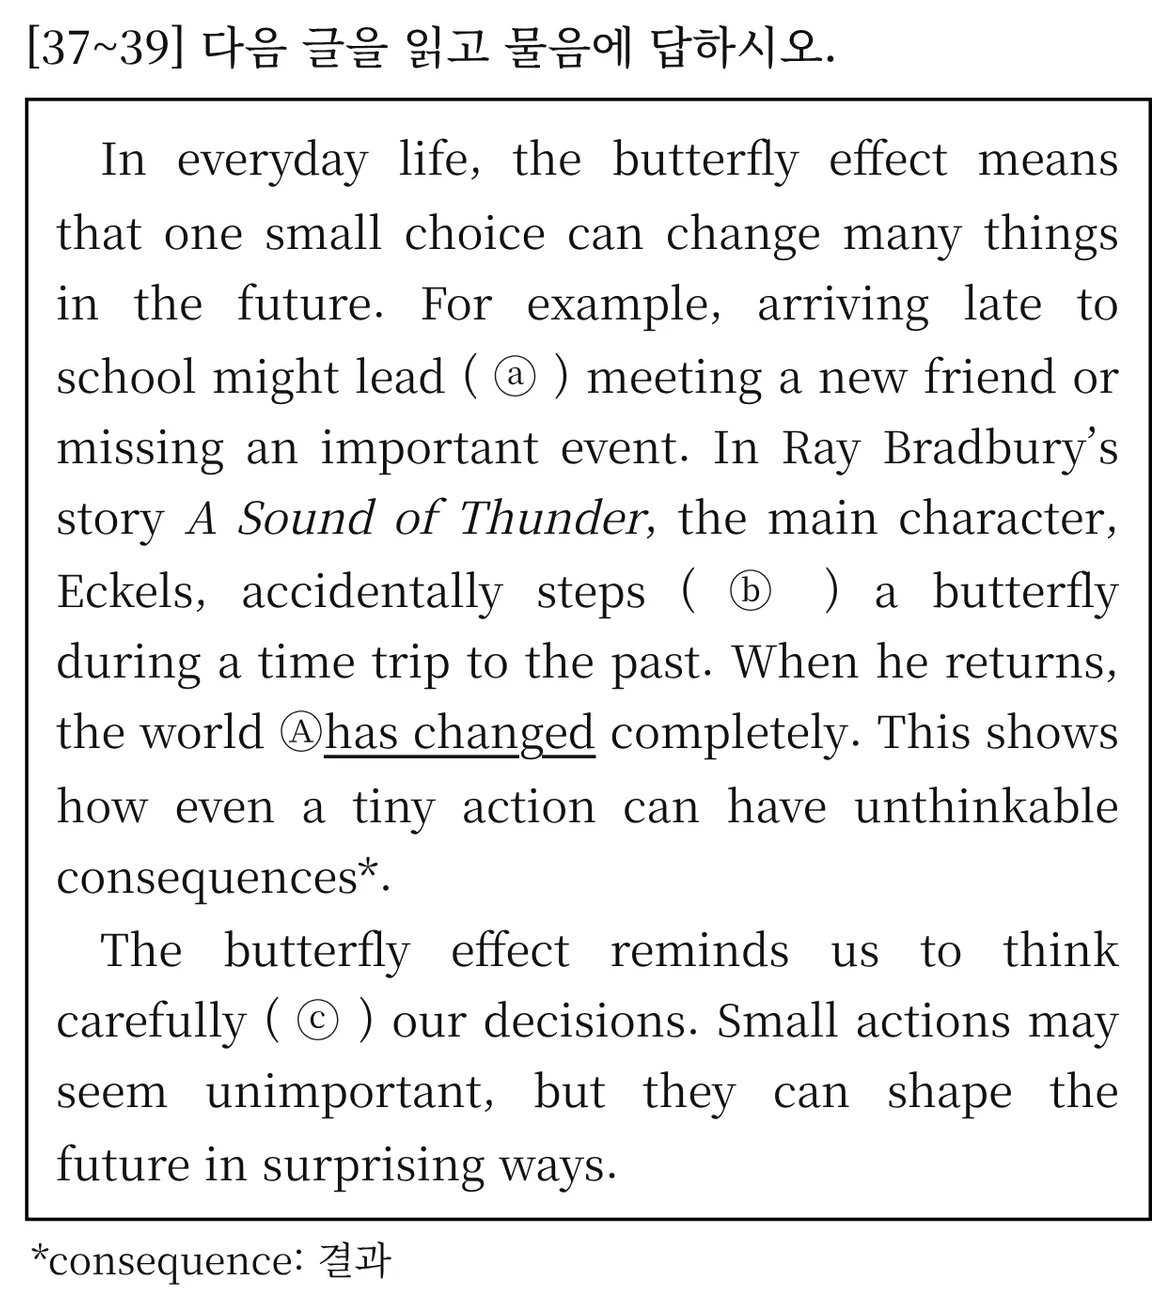 [37~39] 다음 글을 읽고 물음에 답하시오.
In everyday life, the butterfly effect means
that one small choice can change many things
in the future. For example, arriving late to
school might lead ( ⓐ ) meeting a new friend or
missing an important event. In Ray Bradbury’s
story A Sound of Thunder, the main character,
Eckels, accidentally steps ( ⓑ ) a butterfly
during a time trip to the past. When he returns,
the world Ⓐhas changed completely. This shows
how even a tiny action can have unthinkable
consequences*.
The butterfly effect reminds us to think
carefully ( ⓒ ) our decisions. Small actions may
seem unimportant, but they can shape the
future in surprising ways.
*consequence: 결과